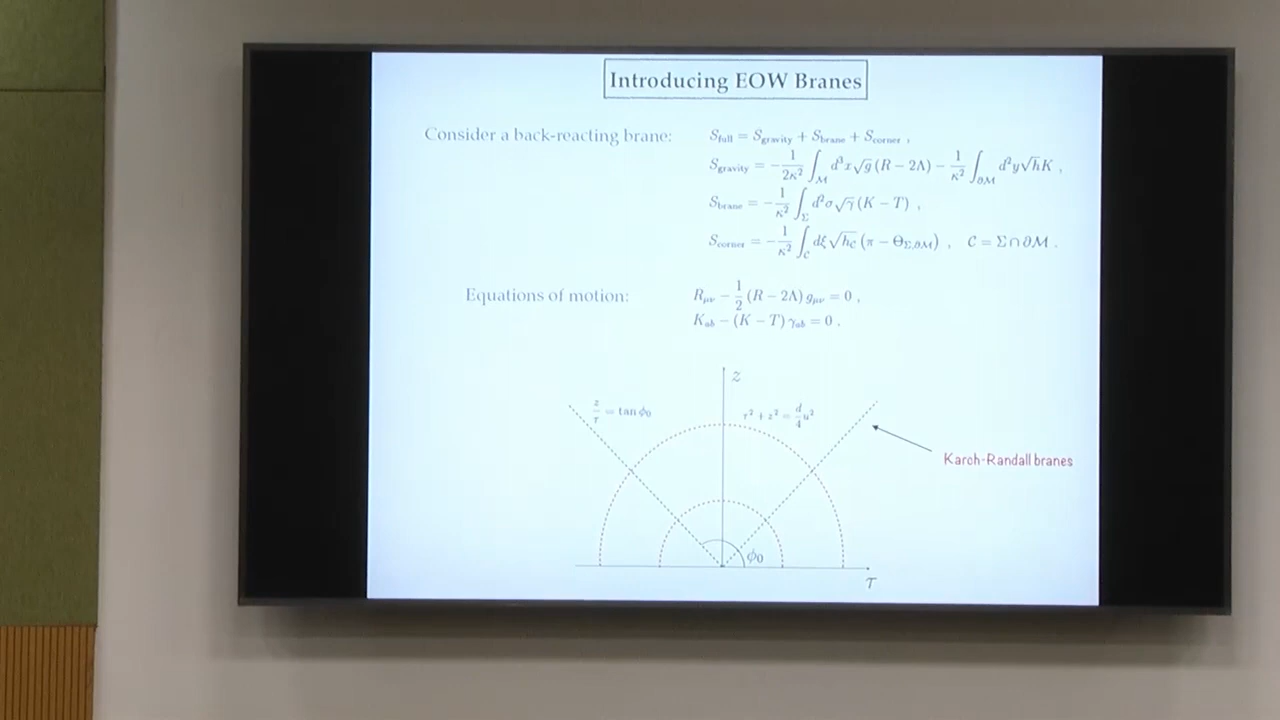 Introducing EOW Branes
Consider a back-reacting brane: S_full = S_gravity + S_brane + S_corner ,
S_gravity = −1/(2κ²) ∫_M d³x√g (R − 2Λ) − 1/κ² ∫_∂M d²y√h K ,
S_brane = −1/κ² ∫_Σ d²σ√γ (K − T) ,
S_corner = −1/κ² ∫_C dξ√h_C (π − Θ_Σ,∂M) , C = Σ ∩ ∂M .
Equations of motion: R_μν − 1/2 (R − 2Λ) g_μν = 0 ,
K_ab − (K − T) γ_ab = 0 .
z
z/τ = tan ϕ₀
τ² + z² = d/4 u²
Karch-Randall branes
ϕ₀
τ